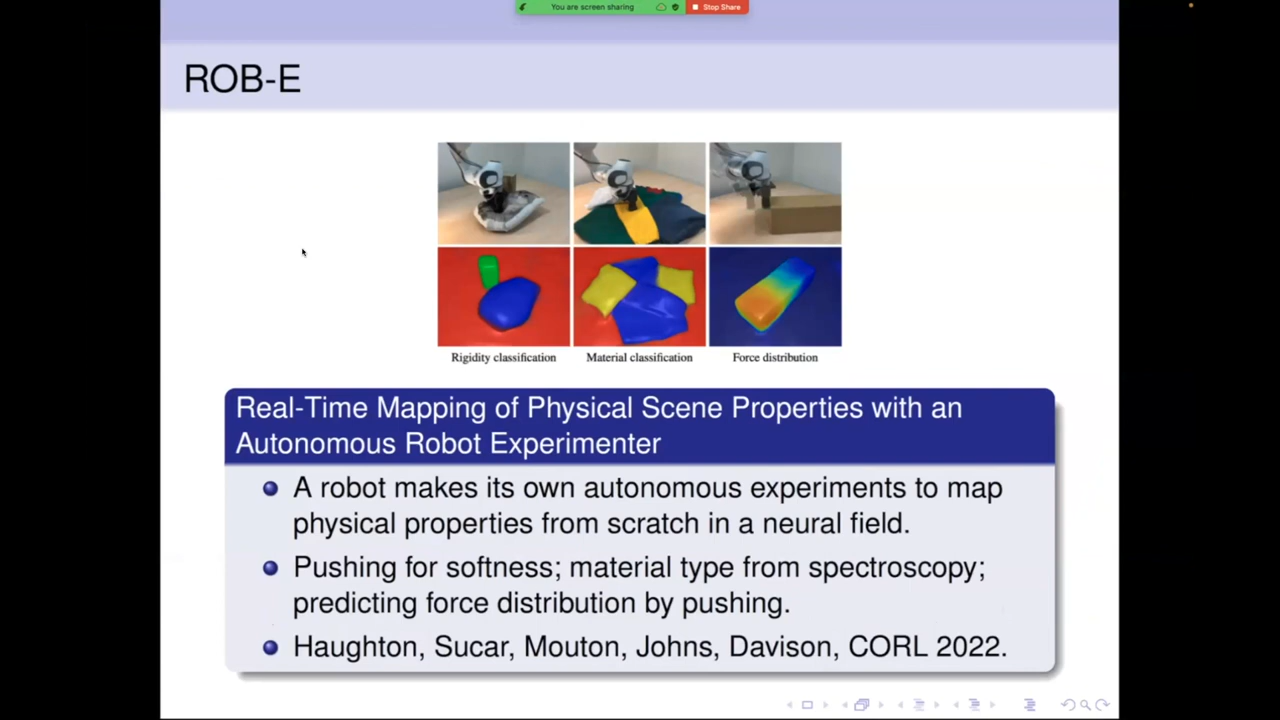 You are screen sharing
Stop Share
ROB-E
Rigidity classification
Material classification
Force distribution
Real-Time Mapping of Physical Scene Properties with an
Autonomous Robot Experimenter
A robot makes its own autonomous experiments to map
physical properties from scratch in a neural field.
Pushing for softness; material type from spectroscopy;
predicting force distribution by pushing.
Haughton, Sucar, Mouton, Johns, Davison, CORL 2022.